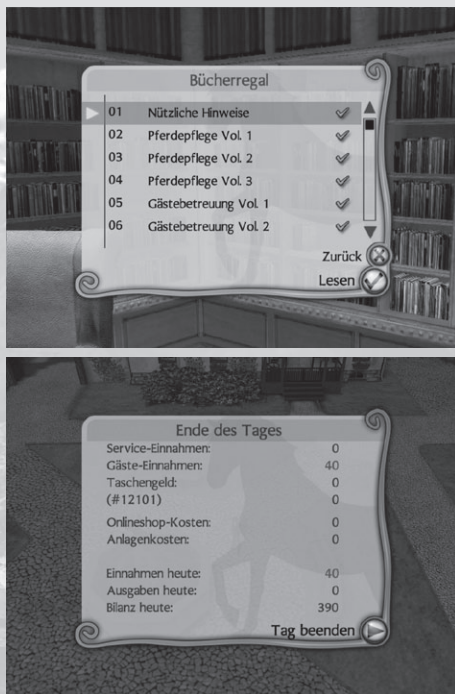 Bücherregal
01 Nützliche Hinweise
02 Pferdepflege Vol. 1
03 Pferdepflege Vol. 2
04 Pferdepflege Vol. 3
05 Gästebetreuung Vol. 1
06 Gästebetreuung Vol. 2
Zurück
Lesen
Ende des Tages
Service-Einnahmen: 0
Gäste-Einnahmen: 40
Taschengeld: 0
(#12101) 0
Onlineshop-Kosten: 0
Anlagenkosten: 0
Einnahmen heute: 40
Ausgaben heute: 0
Bilanz heute: 390
Tag beenden